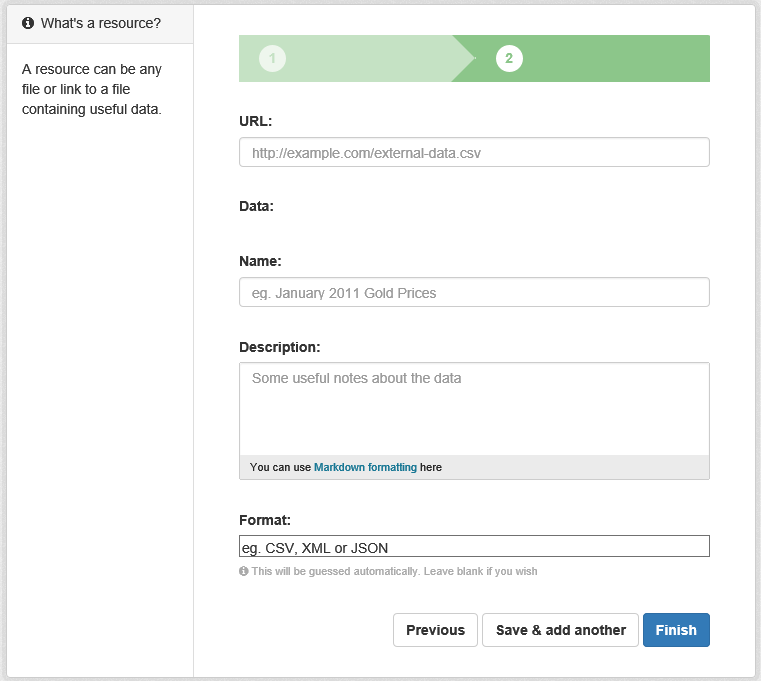 What's a resource?
A resource can be any
file or link to a file
containing useful data.
1
2
URL:
http://example.com/external-data.csv
Data:
Name:
eg. January 2011 Gold Prices
Description:
Some useful notes about the data
You can use Markdown formatting here
Format:
eg. CSV, XML or JSON
This will be guessed automatically. Leave blank if you wish
Previous
Save & add another
Finish